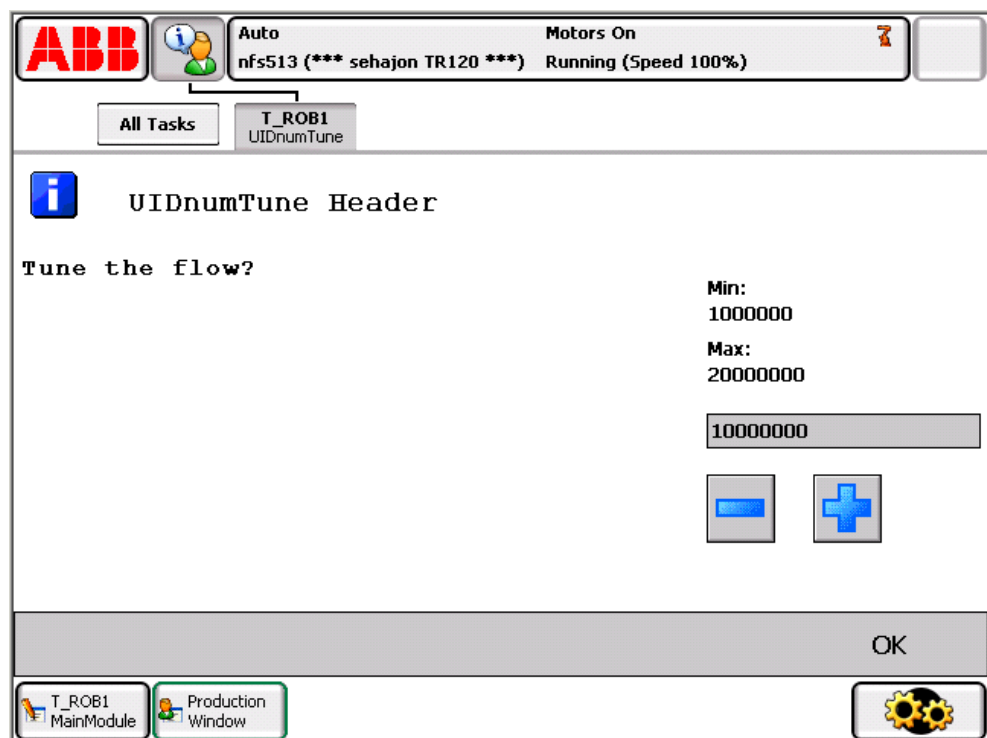 ABB
Auto
Motors On
nfs513 (*** sehajon TR120 ***)
Running (Speed 100%)
All Tasks
T_ROB1
UIDnumTune
i
UIDnumTune Header
Tune the flow?
Min:
1000000
Max:
20000000
10000000
OK
T_ROB1
MainModule
Production
Window